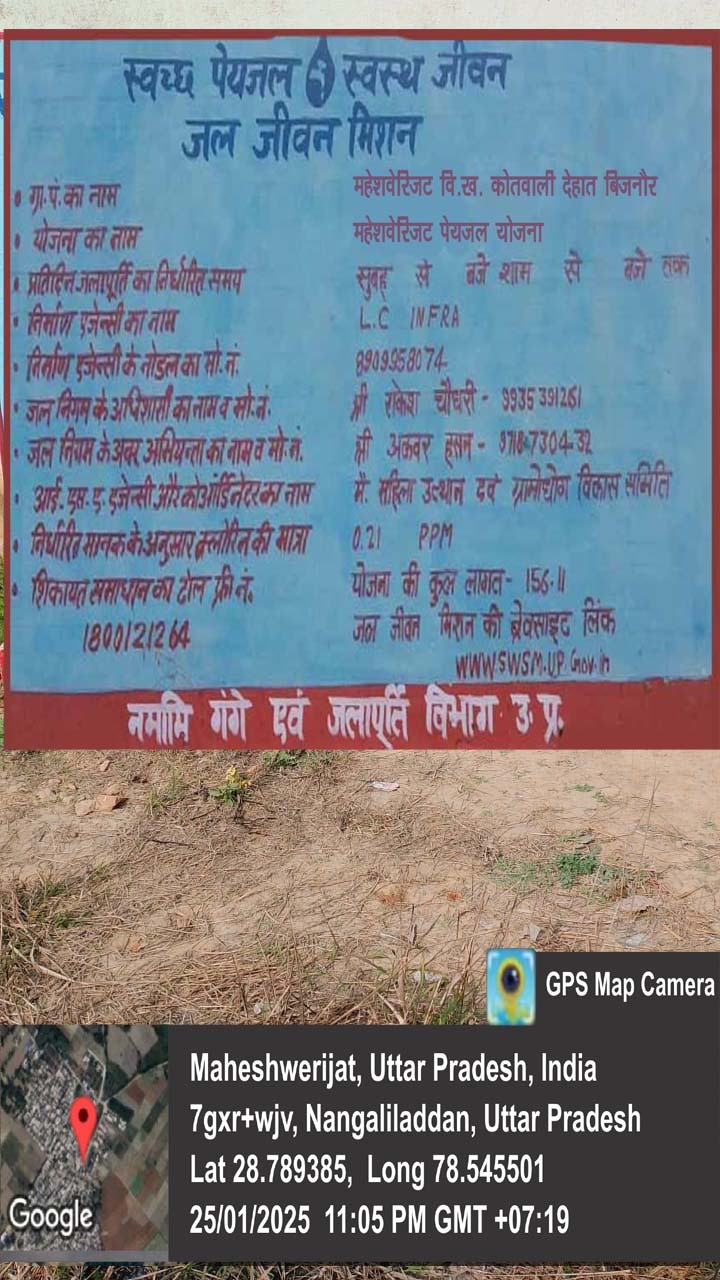 स्वच्छ पेयजल स्वस्थ जीवन
जल जीवन मिशन
• ग्रा.पं.का नाम महेशवेरिजट वि.ख. कोतवाली देहात बिजनौर
• योजना का नाम महेशवेरिजट पेयजल योजना
• प्रतिदिन जलापूर्ति का निर्धारित समय सुबह से बजे शाम से बजे तक
• निर्माण एजेन्सी का नाम L.C INFRA
• निर्माण एजेन्सी के नोडल का मो.नं. 8909958074
• जल निगम के अधिशासी का नाम व मो.नं. श्री राकेश चौधरी - 9935391261
• जल निगम के अवर अभियन्ता का नाम व मो.नं. श्री अकबर हसन - 9718-7304-32
• आई.एस.ए. एजेन्सी और कोऑर्डिनेटर का नाम मै. महिला उत्थान एवं ग्रामोद्योग विकास समिति
• निर्धारित मानक के अनुसार क्लोरिन की मात्रा 0.21 PPM
• शिकायत समाधान का टोल फ्री नं. योजना की कुल लागत - 156.11
1800121264 जल जीवन मिशन की वेबसाइट लिंक
WWW.SWSM.UP.Gov.in
नमामि गंगे एवं जलापूर्ति विभाग उ. प्र.
GPS Map Camera
Maheshwerijat, Uttar Pradesh, India
7gxr+wjv, Nangaliladdan, Uttar Pradesh
Lat 28.789385, Long 78.545501
25/01/2025 11:05 PM GMT +07:19
Google